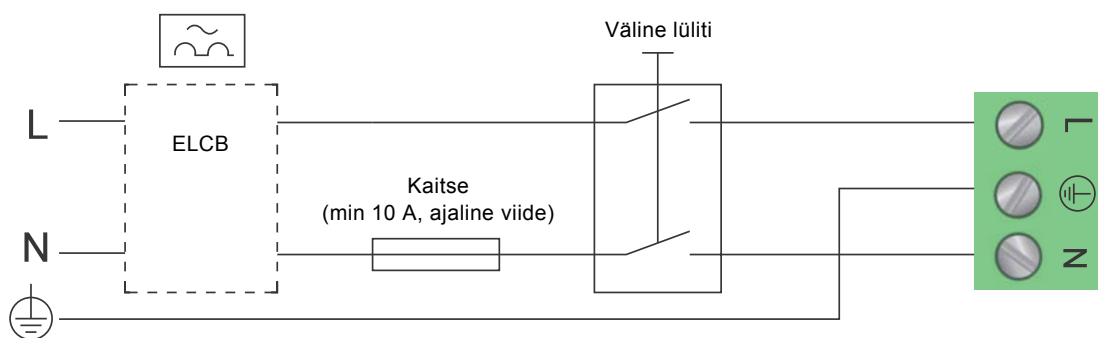 Väline lüliti
L
ELCB
Kaitse
(min 10 A, ajaline viide)
N
L
N